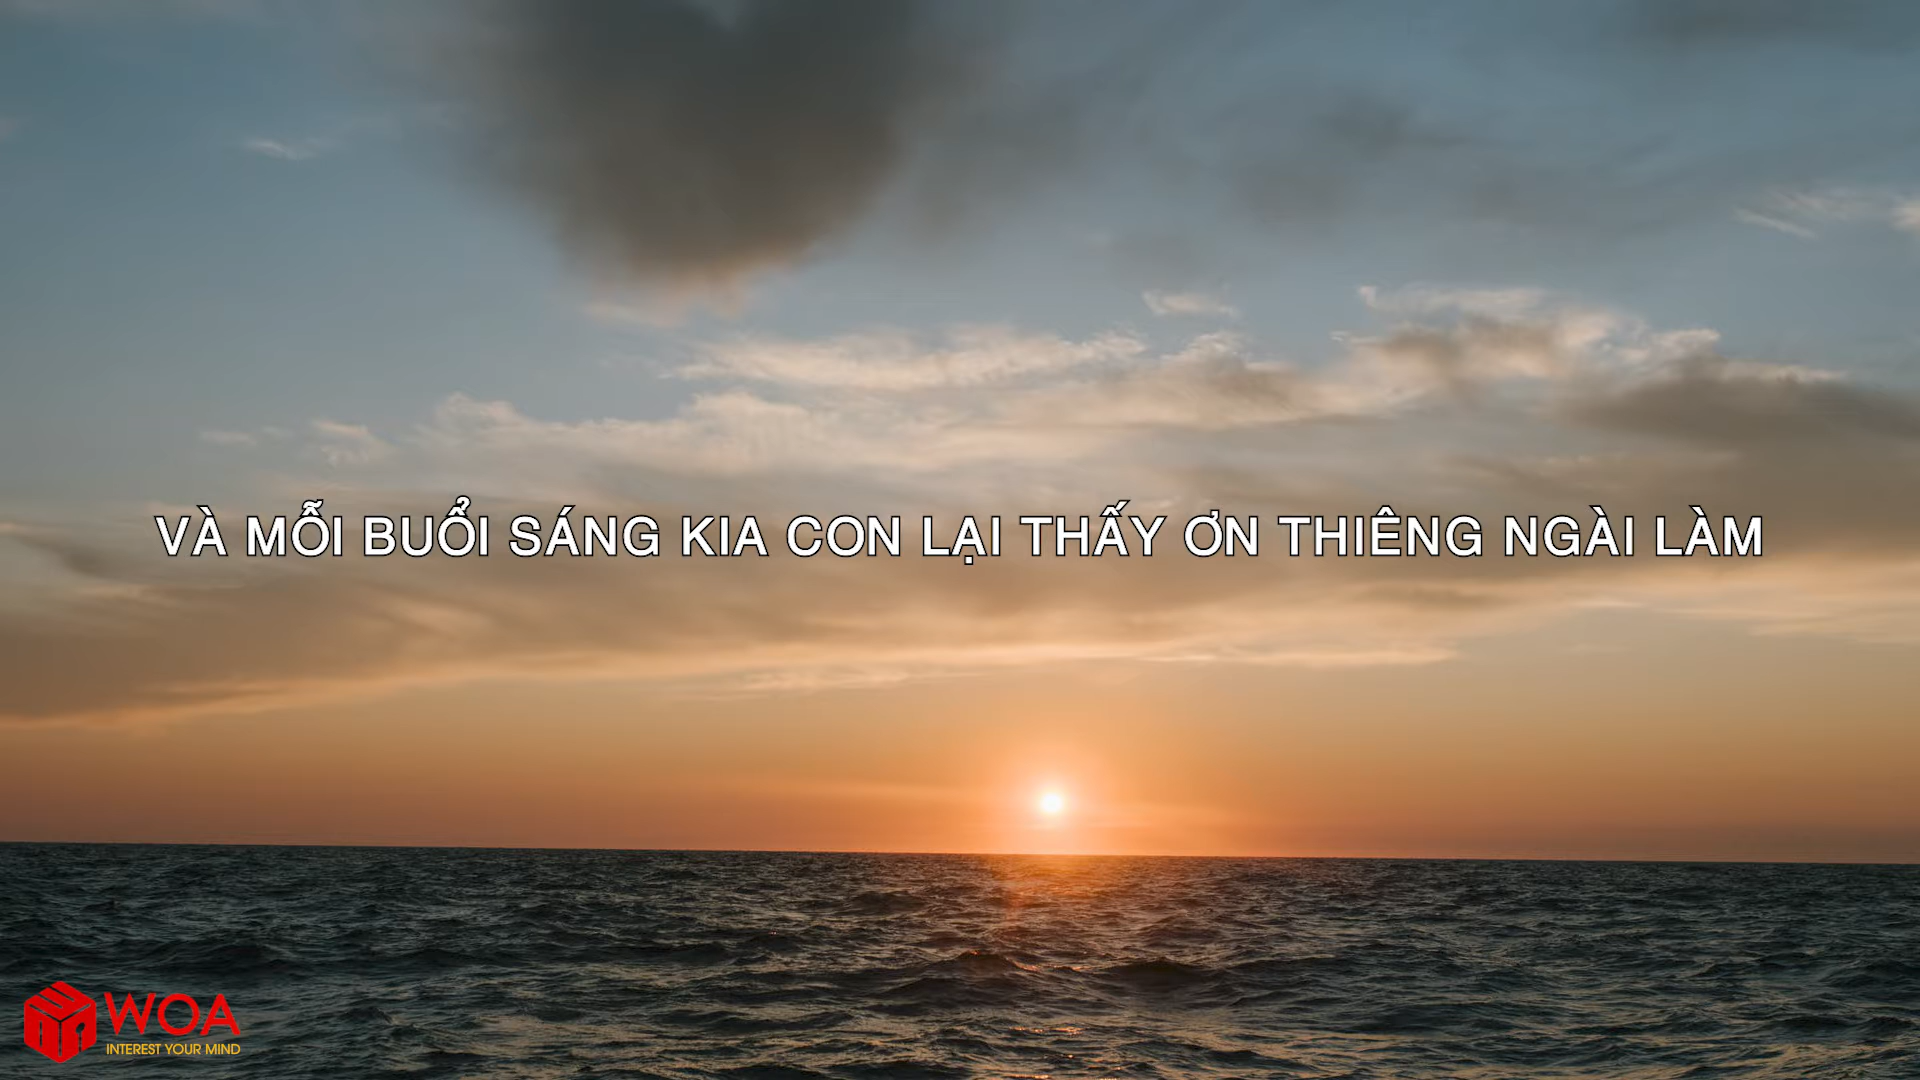 VÀ MỖI BUỔI SÁNG KIA CON LẠI THẤY ƠN THIÊNG NGÀI LÀM
WOA
INTEREST YOUR MIND